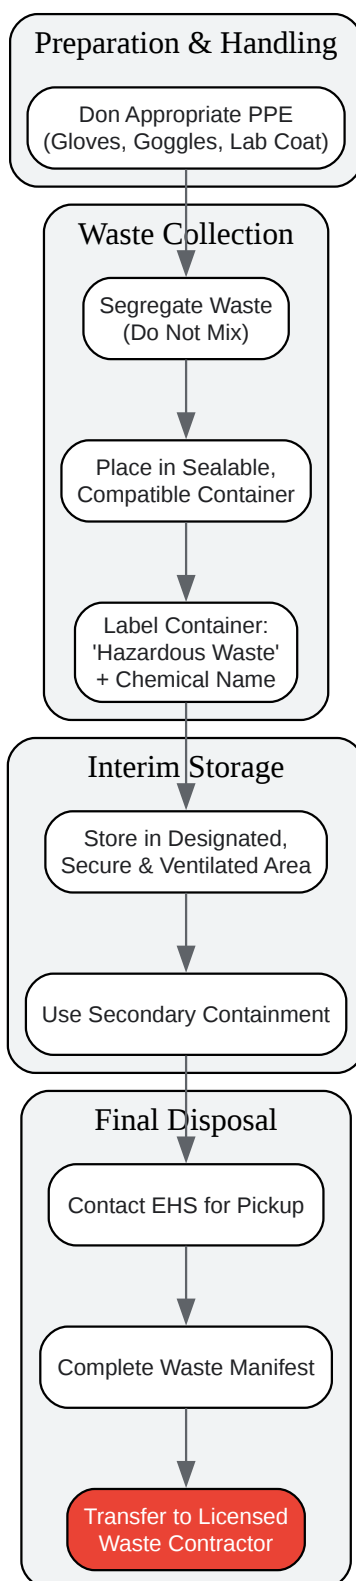 Preparation & Handling
Don Appropriate PPE
(Gloves, Goggles, Lab Coat)
Waste Collection
Segregate Waste
(Do Not Mix)
Place in Sealable,
Compatible Container
Label Container:
'Hazardous Waste'
+ Chemical Name
Interim Storage
Store in Designated,
Secure & Ventilated Area
Use Secondary Containment
Final Disposal
Contact EHS for Pickup
Complete Waste Manifest
Transfer to Licensed
Waste Contractor